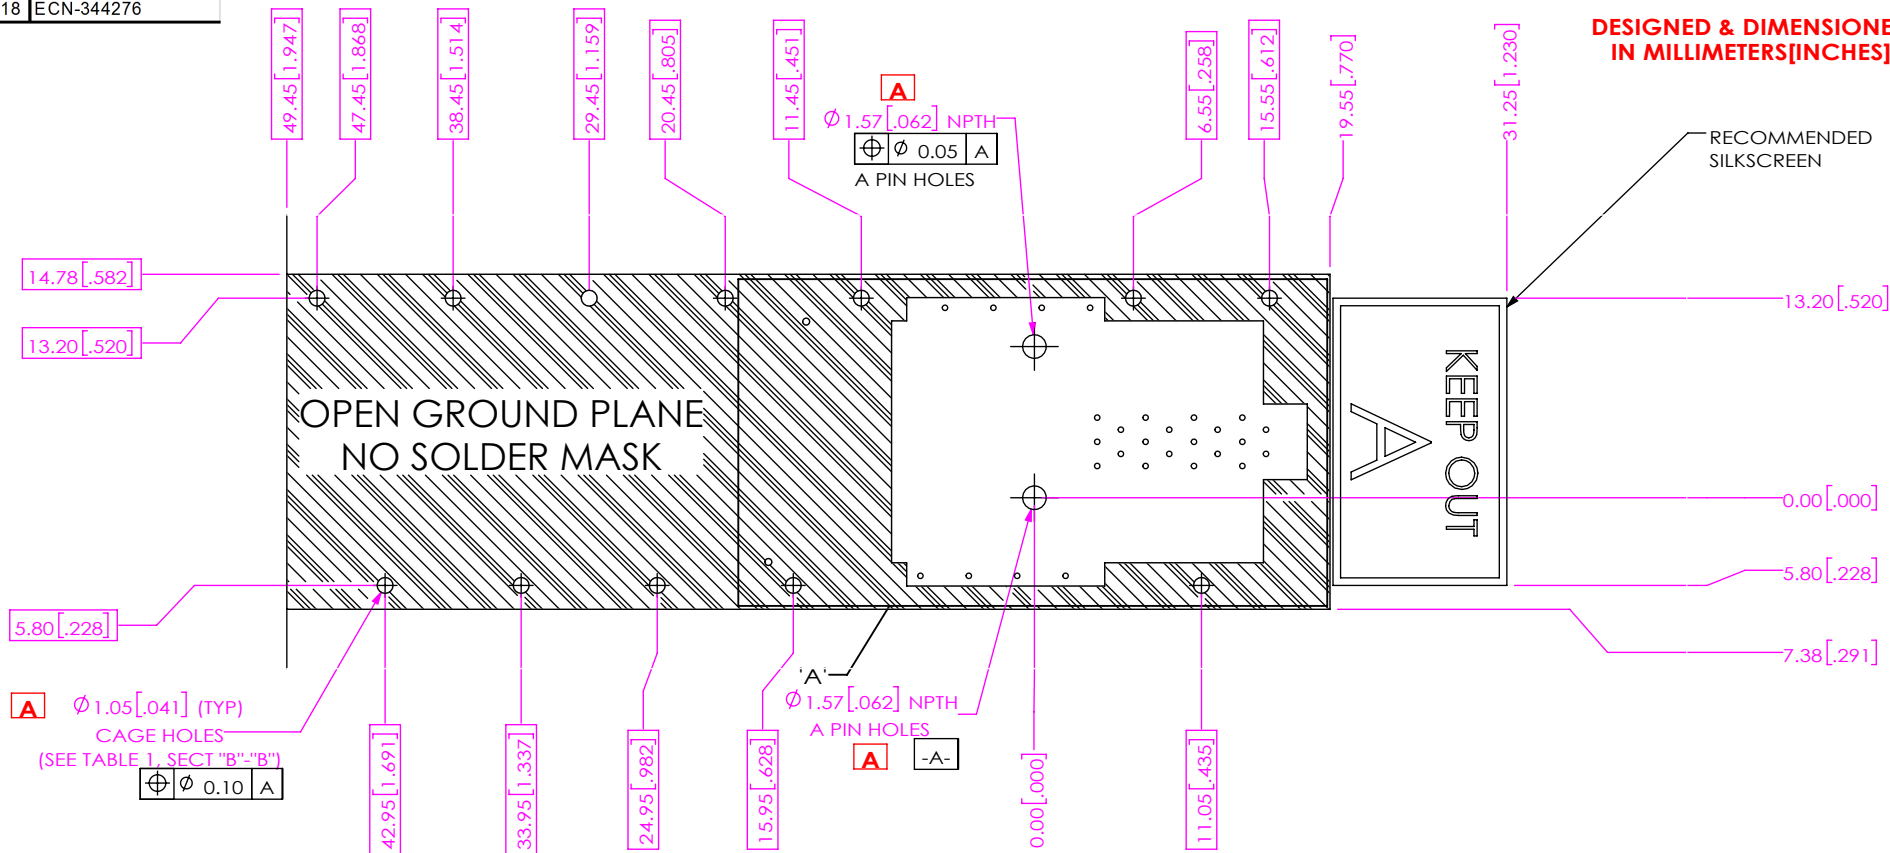 18 ECN-344276
DESIGNED & DIMENSIONE
IN MILLIMETERS[INCHES]
49.45[1.947]
47.45[1.868]
38.45[1.514]
29.45[1.159]
20.45[.805]
11.45[.451]
6.55[.258]
15.55[.612]
19.55[.770]
31.25[1.230]
A
Ø1.57[.062] NPTH
⌖ Ø 0.05 A
A PIN HOLES
RECOMMENDED
SILKSCREEN
14.78[.582]
13.20[.520]
13.20[.520]
OPEN GROUND PLANE
NO SOLDER MASK
KEEP OUT
A
0.00[.000]
5.80[.228]
7.38[.291]
5.80[.228]
'A'
A Ø1.05[.041] (TYP)
CAGE HOLES
(SEE TABLE 1, SECT "B"-"B")
⌖ Ø 0.10 A
Ø1.57[.062] NPTH
A PIN HOLES
A -A-
42.95[1.691]
33.95[1.337]
24.95[.982]
15.95[.628]
0.00[.000]
11.05[.435]